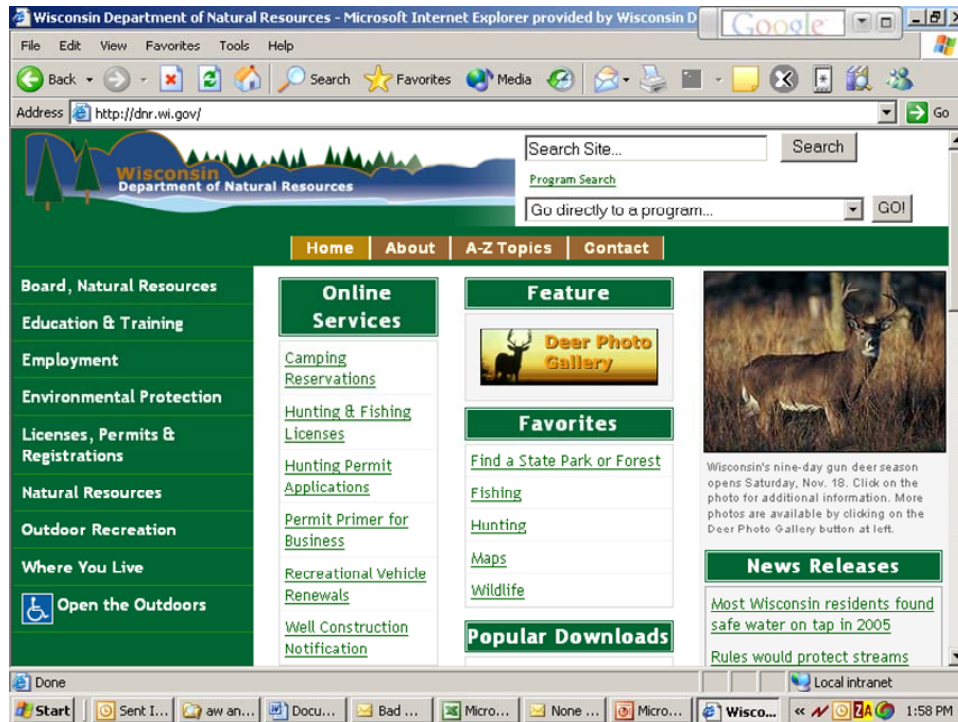 Wisconsin Department of Natural Resources - Microsoft Internet Explorer provided by Wisconsin D
Google
File Edit View Favorites Tools Help
Back Search Favorites Media
Address http://dnr.wi.gov/ Go
Wisconsin
Department of Natural Resources
Search Site... Search
Program Search
Go directly to a program... GO!
Home About A-Z Topics Contact
Board, Natural Resources
Education & Training
Employment
Environmental Protection
Licenses, Permits &
Registrations
Natural Resources
Outdoor Recreation
Where You Live
Open the Outdoors
Online
Services
Camping
Reservations
Hunting & Fishing
Licenses
Hunting Permit
Applications
Permit Primer for
Business
Recreational Vehicle
Renewals
Well Construction
Notification
Feature
Deer Photo
Gallery
Favorites
Find a State Park or Forest
Fishing
Hunting
Maps
Wildlife
Popular Downloads
Wisconsin's nine-day gun deer season
opens Saturday, Nov. 18. Click on the
photo for additional information. More
photos are available by clicking on the
Deer Photo Gallery button at left.
News Releases
Most Wisconsin residents found
safe water on tap in 2005
Rules would protect streams
Done Local intranet
Start Sent I... aw an... Docu... Bad ... Micro... None ... Micro... Wisco... ZA 1:58 PM